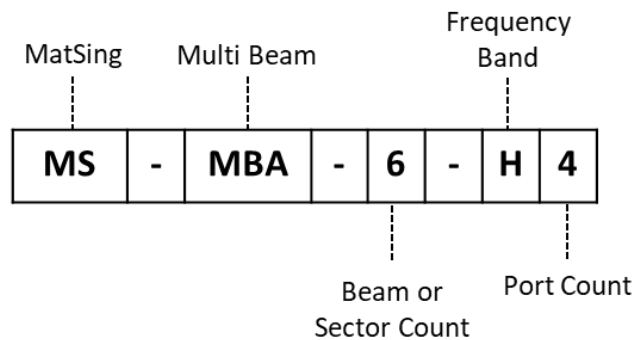 Frequency
Band
MatSing
Multi Beam
MS - MBA - 6 - H 4
Beam or
Sector Count
Port Count